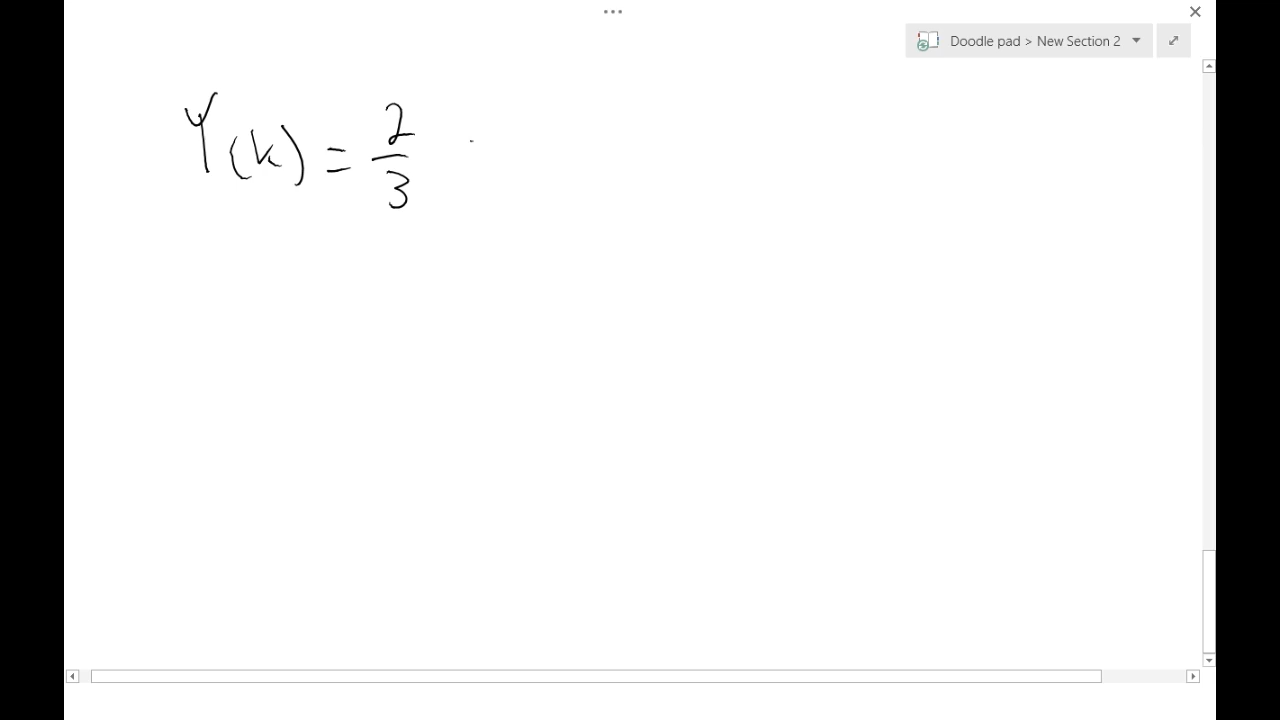 Doodle pad > New Section 2
Y(k) = 2/3